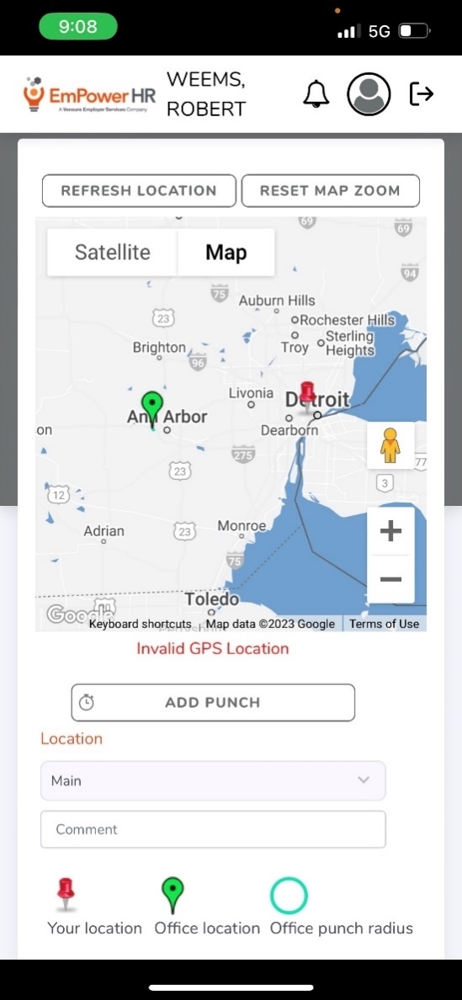 9:08
5G
EmPower HR
A Vensure Employer Services Company
WEEMS,
ROBERT
REFRESH LOCATION
RESET MAP ZOOM
Satellite
Map
69
69
94
75
Auburn Hills
23
Rochester Hills
Sterling
Heights
Troy
Brighton
96
Livonia
Detroit
Ann Arbor
Dearborn
on
275
77
23
3
12
Adrian
23
Monroe
75
Toledo
Google
Keyboard shortcuts
Map data ©2023 Google
Terms of Use
Invalid GPS Location
ADD PUNCH
Location
Main
Comment
Your location
Office location
Office punch radius